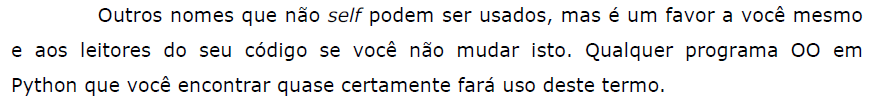 Outros nomes que não self podem ser usados, mas é um favor a você mesmo
e aos leitores do seu código se você não mudar isto. Qualquer programa OO em
Python que você encontrar quase certamente fará uso deste termo.